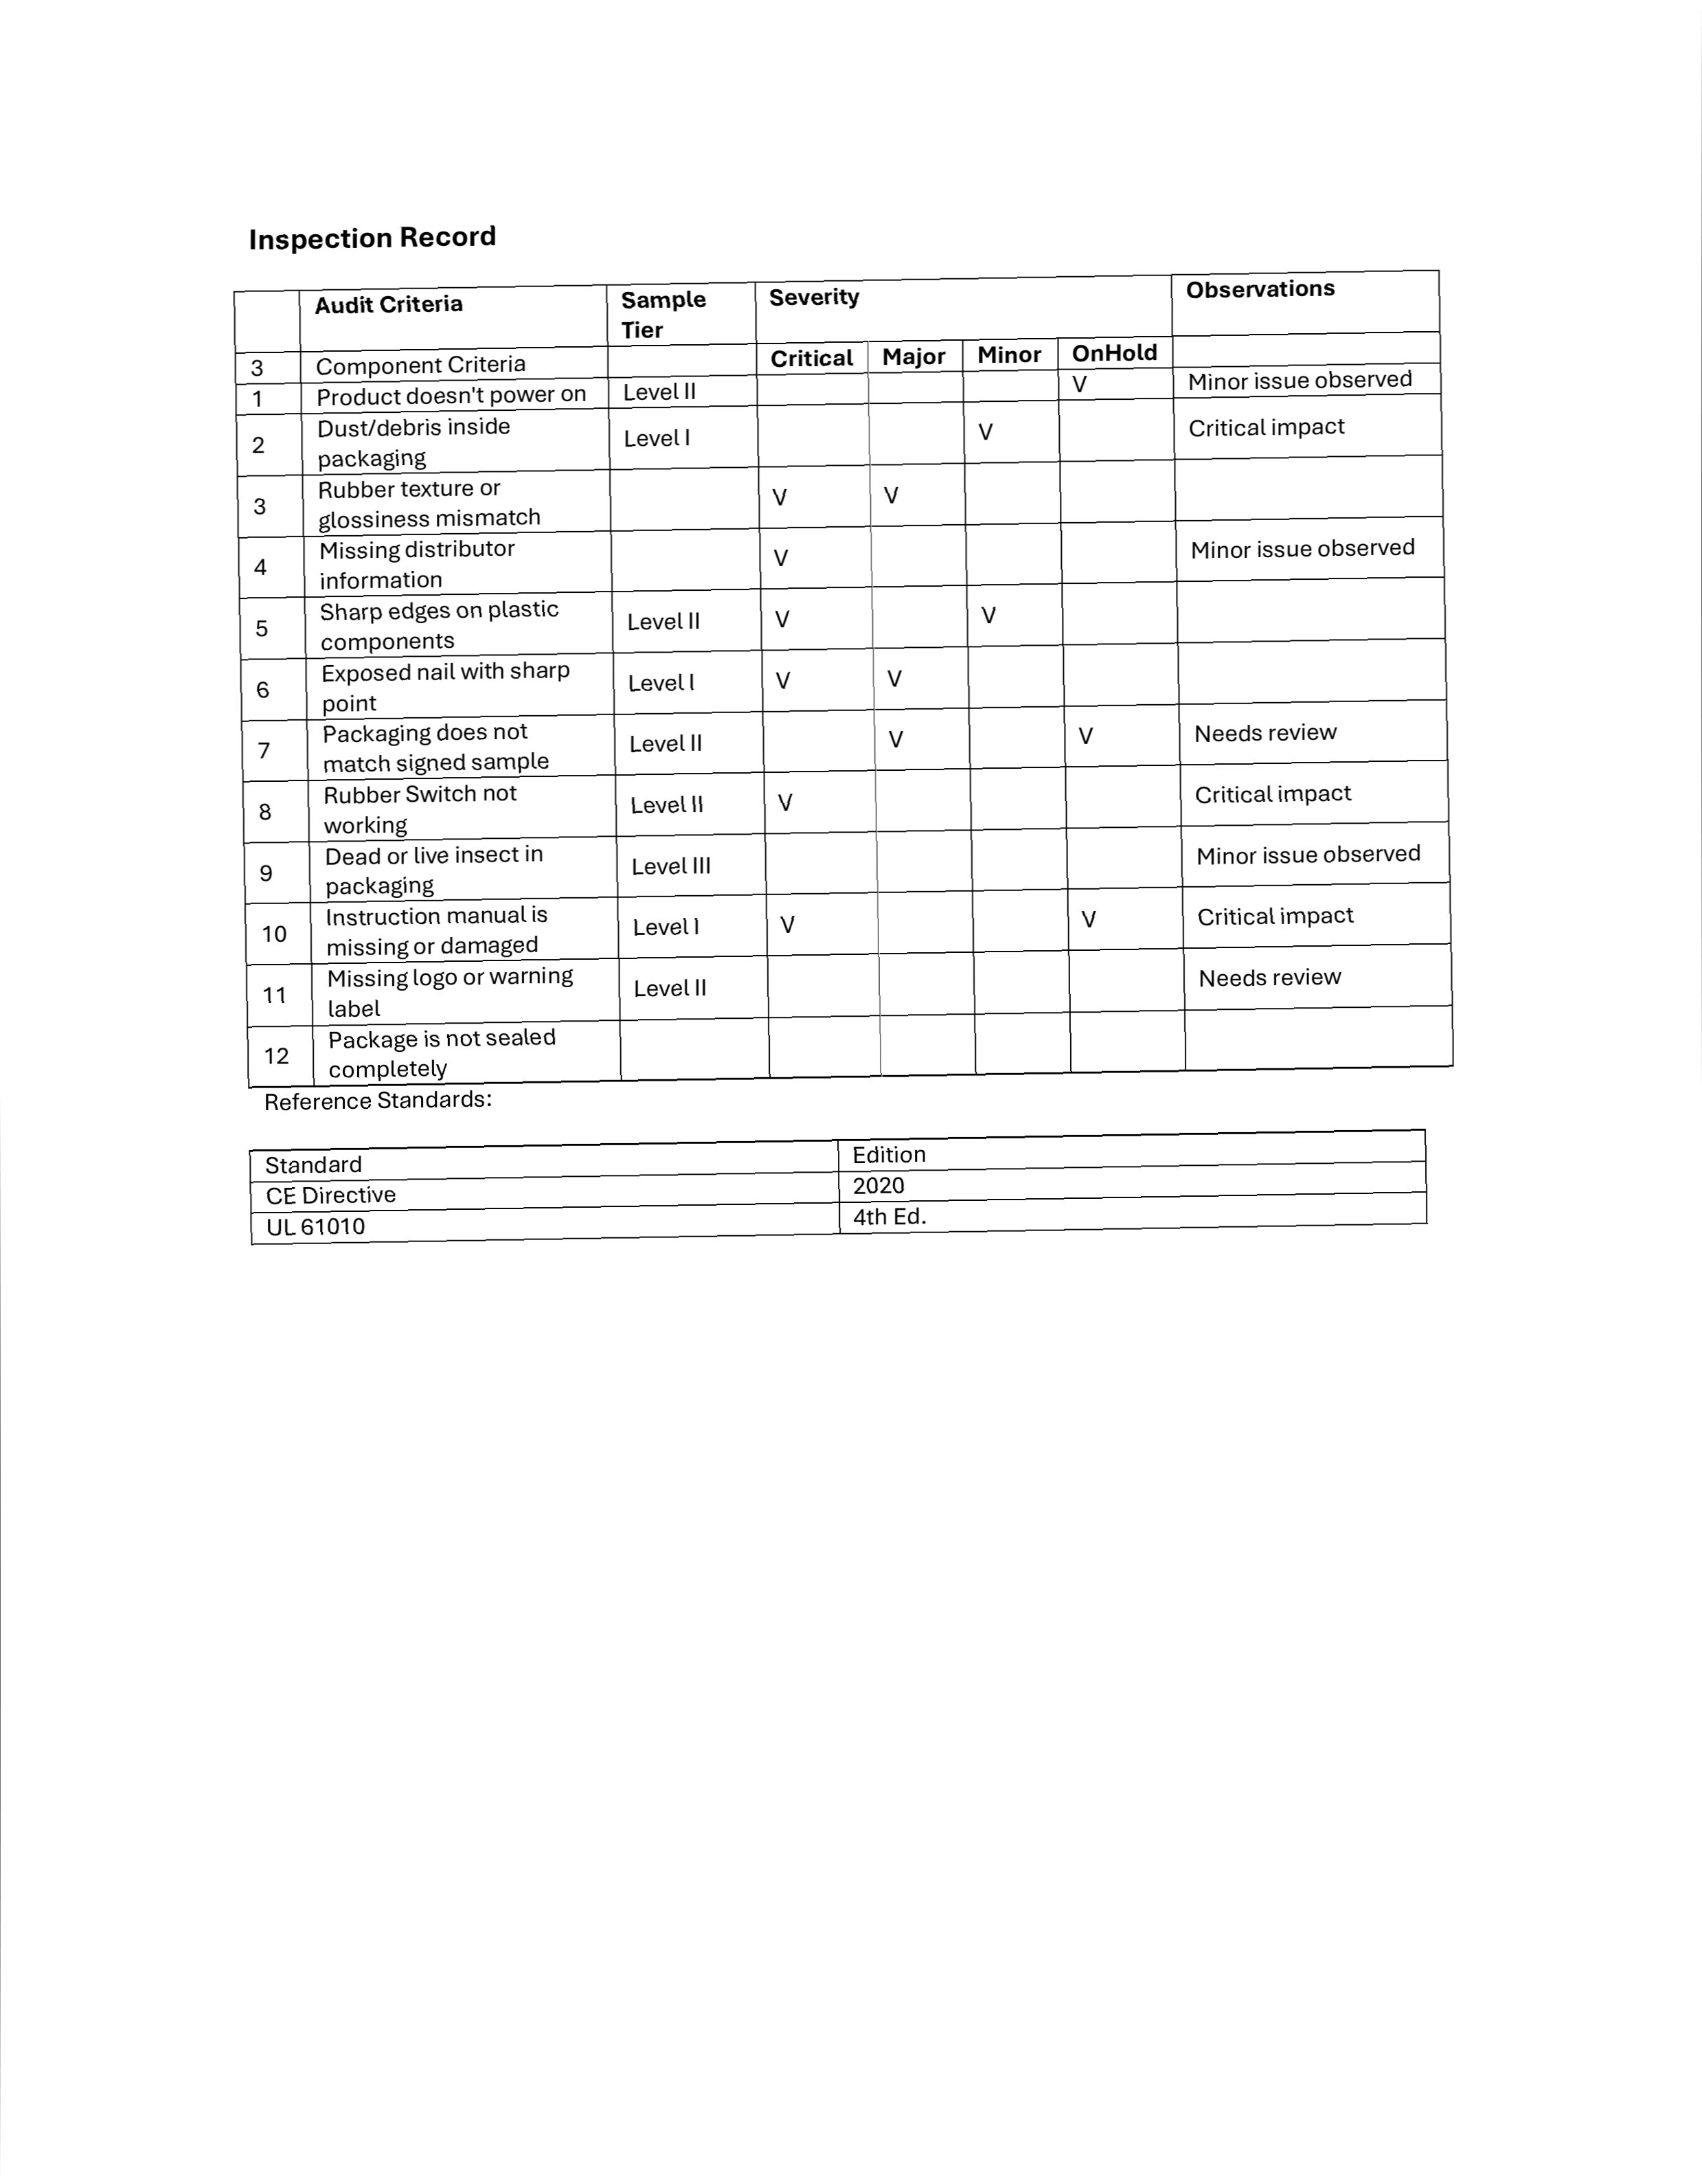 Inspection Record
Audit Criteria Sample Tier Severity Observations
3 Component Criteria Critical Major Minor OnHold
1 Product doesn't power on Level II V Minor issue observed
2 Dust/debris inside packaging Level I V Critical impact
3 Rubber texture or glossiness mismatch V V
4 Missing distributor information V Minor issue observed
5 Sharp edges on plastic components Level II V V
6 Exposed nail with sharp point Level I V V
7 Packaging does not match signed sample Level II V V Needs review
8 Rubber Switch not working Level II V Critical impact
9 Dead or live insect in packaging Level III Minor issue observed
10 Instruction manual is missing or damaged Level I V V Critical impact
11 Missing logo or warning label Level II Needs review
12 Package is not sealed completely
Reference Standards:
Standard Edition
CE Directive 2020
UL 61010 4th Ed.